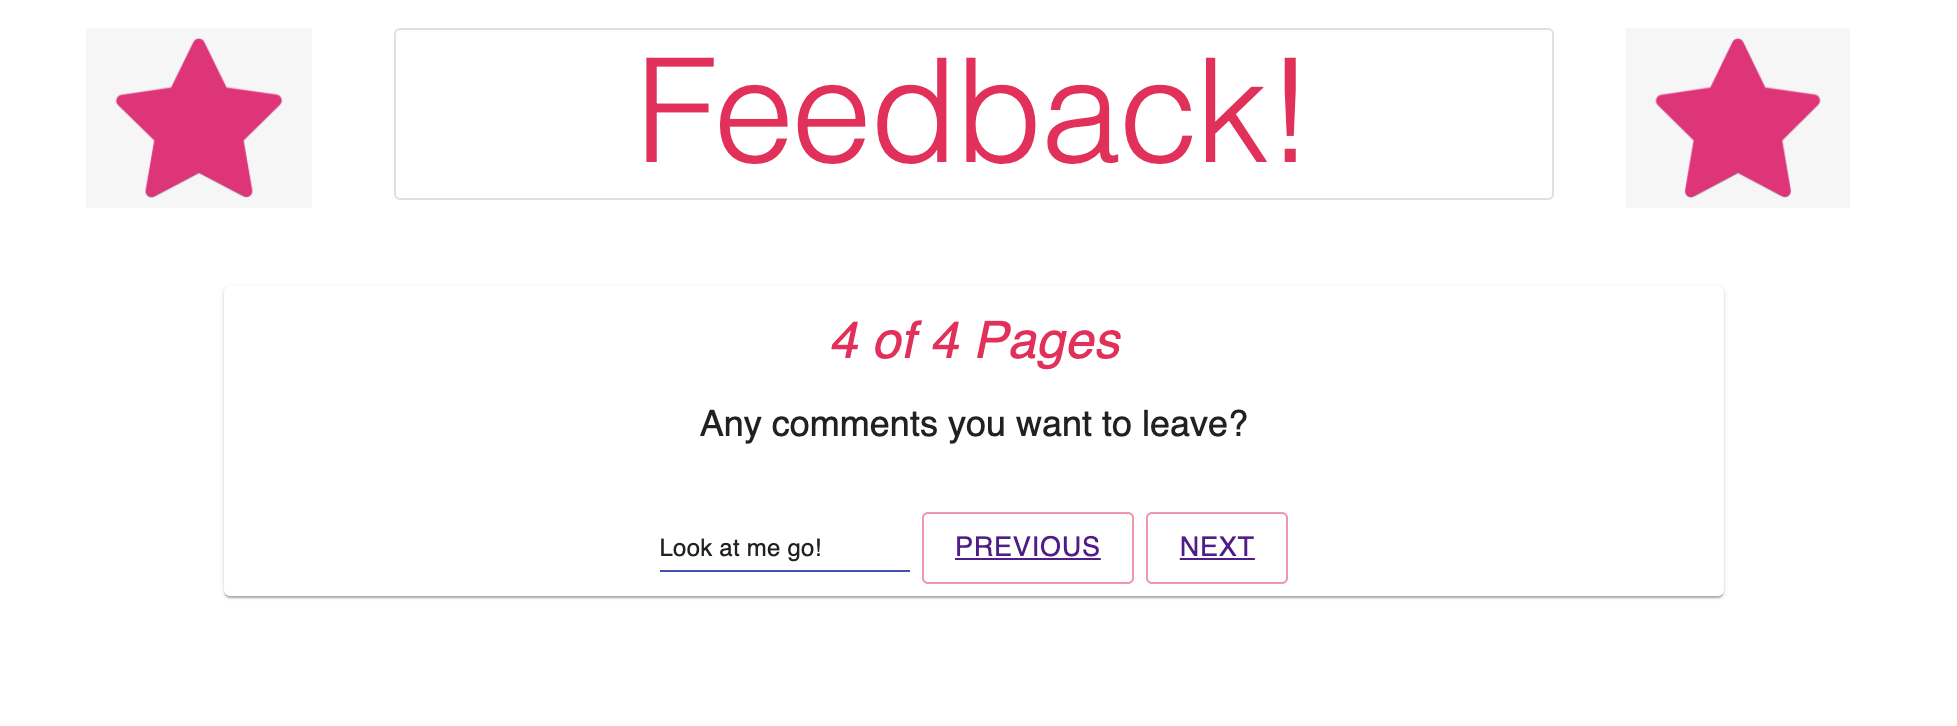 Feedback!
4 of 4 Pages
Any comments you want to leave?
Look at me go! PREVIOUS NEXT